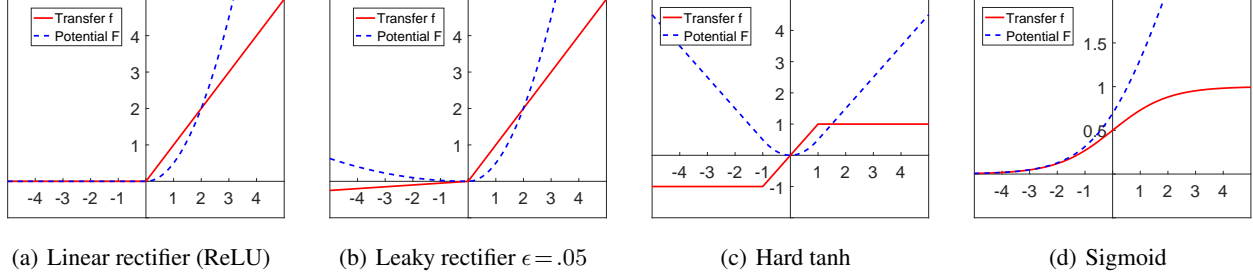 Transfer f
Potential F
4
3
2
1
-4 -3 -2 -1 1 2 3 4
(a) Linear rectifier (ReLU)
Transfer f
Potential F
4
3
2
1
-4 -3 -2 -1 1 2 3 4
(b) Leaky rectifier ϵ=.05
Transfer f
Potential F
4
3
2
1
-1
-4 -3 -2 -1 1 2 3 4
(c) Hard tanh
Transfer f
Potential F
1.5
1
0.5
-4 -3 -2 -1 1 2 3 4
(d) Sigmoid